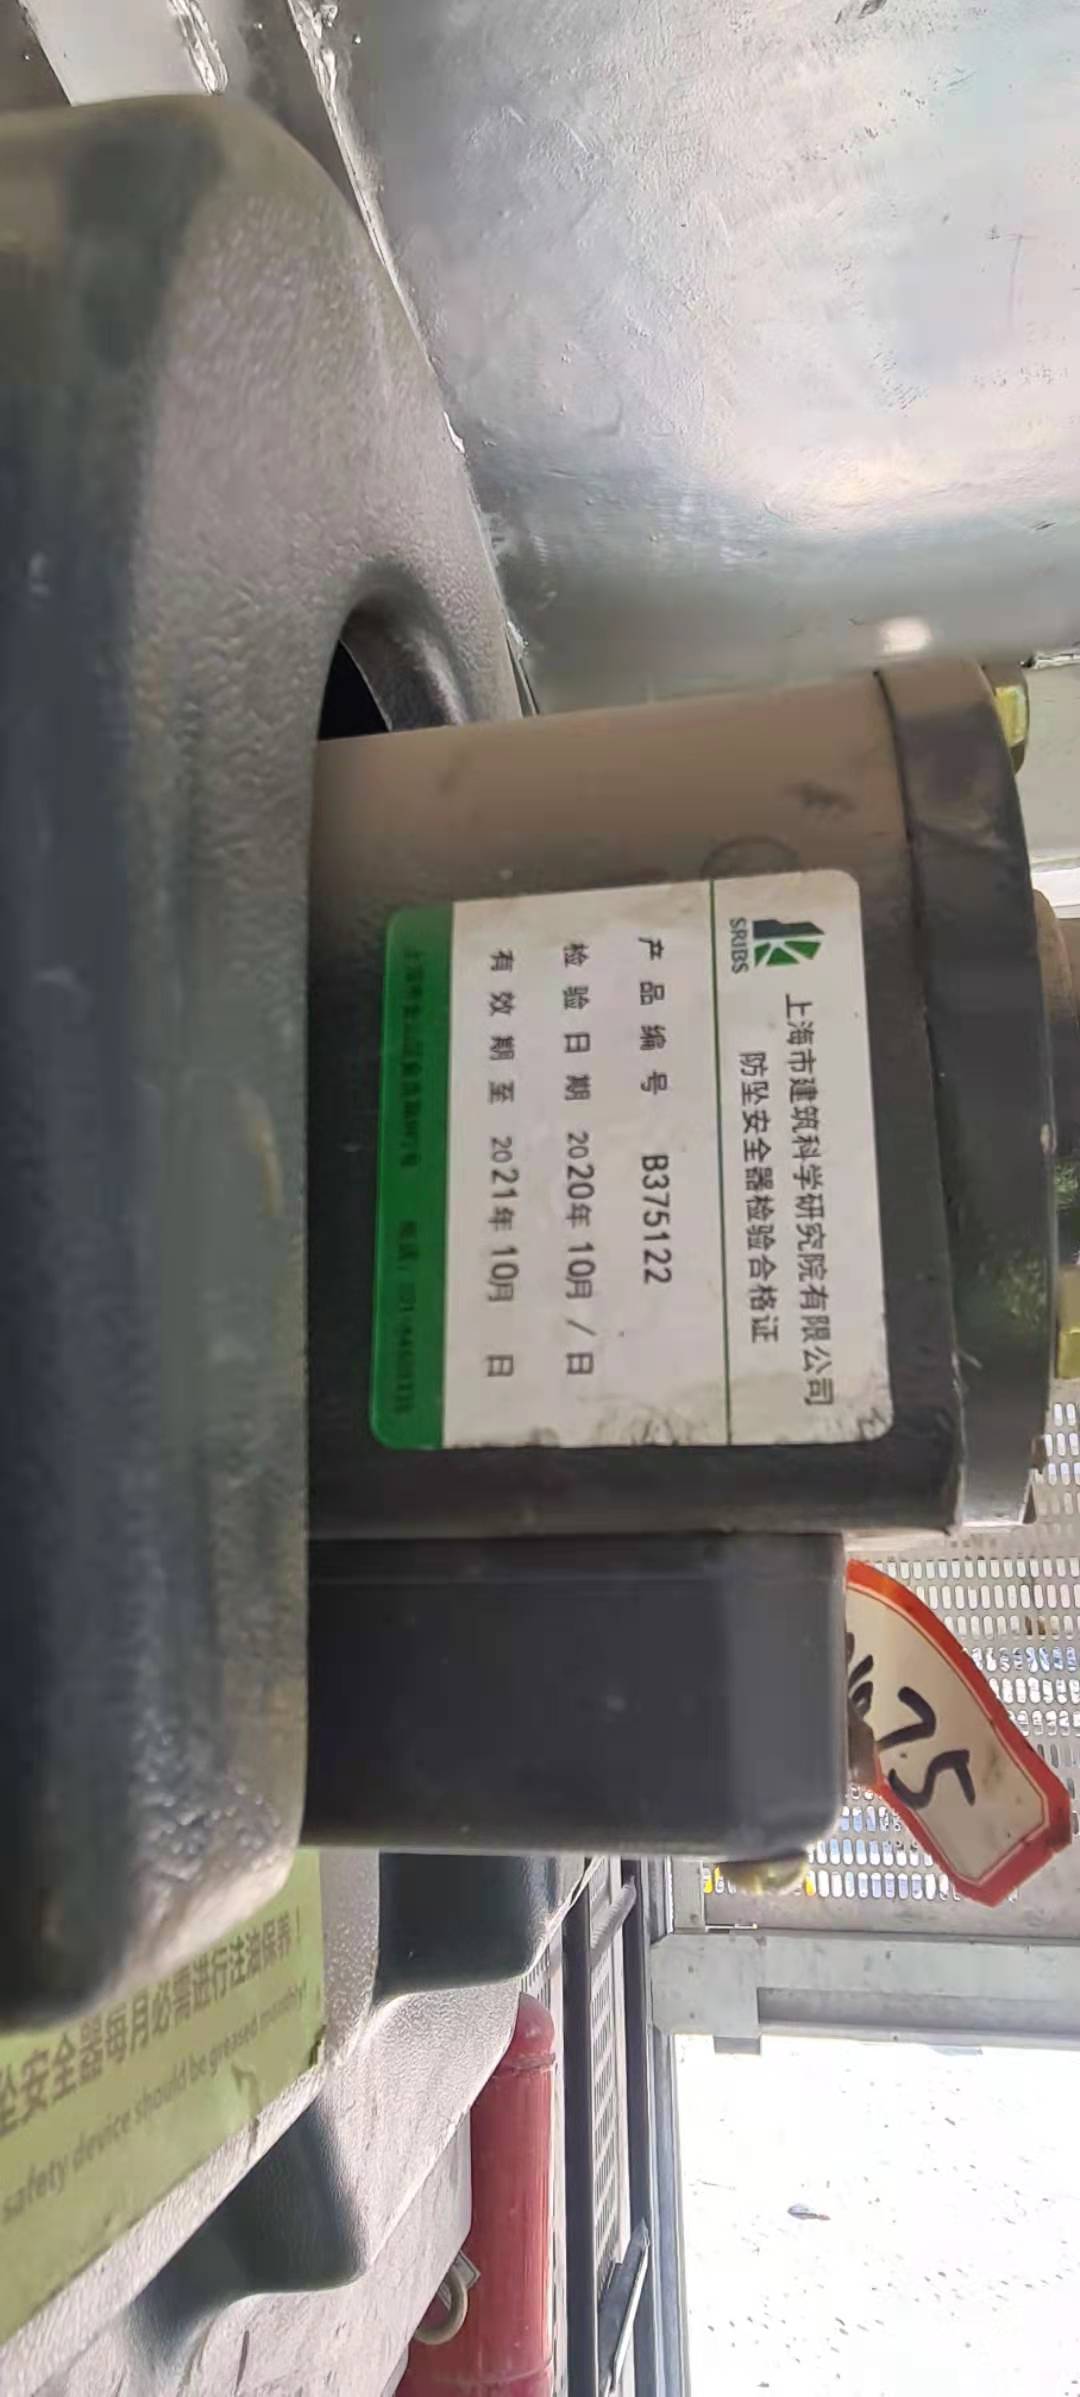 SRIBS
上海市建筑科学研究院有限公司
防坠安全器检验合格证
产品编号 B375122
检验日期 2020年10月/日
有效期至 2021年10月 日
7.5
坠安全器每月必需进行注油保养！
safety device should be greased monthly!